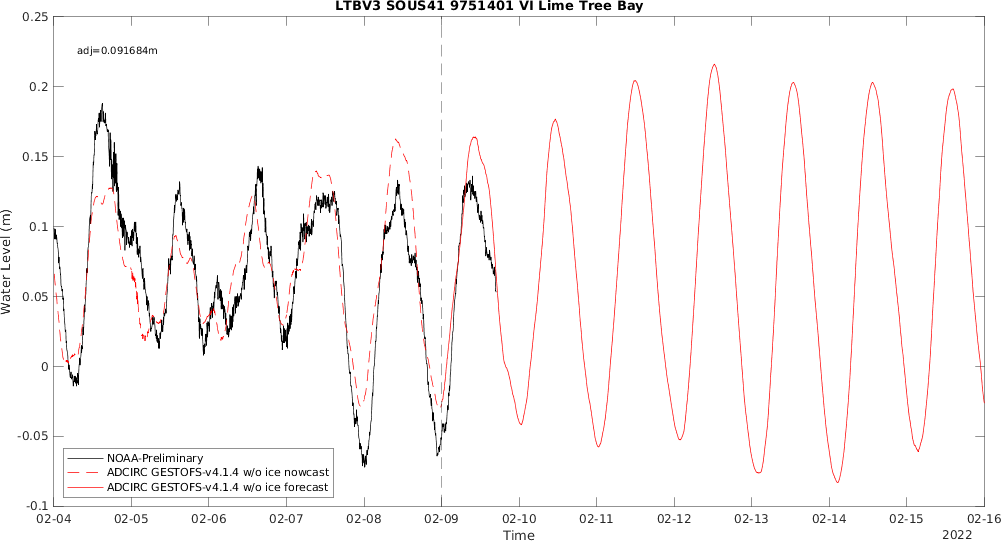 LTBV3 SOUS41 9751401 VI Lime Tree Bay
adj=0.091684m
0.25
0.2
0.15
0.1
0.05
0
-0.05
-0.1
Water Level (m)
NOAA-Preliminary
ADCIRC GESTOFS-v4.1.4 w/o ice nowcast
ADCIRC GESTOFS-v4.1.4 w/o ice forecast
02-04 02-05 02-06 02-07 02-08 02-09 02-10 02-11 02-12 02-13 02-14 02-15 02-16
Time
2022